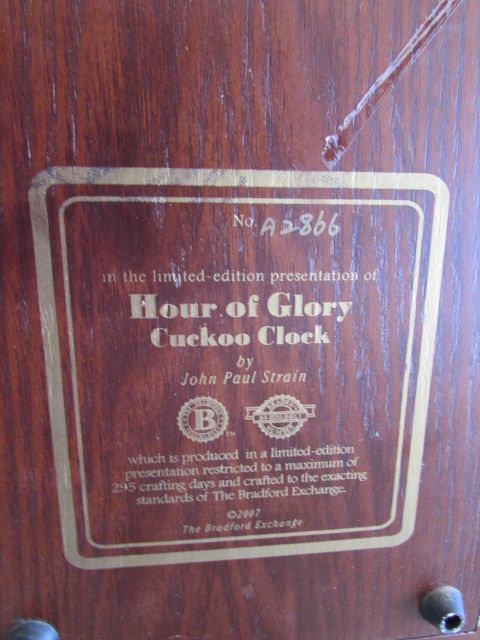 No. A2866
in the limited-edition presentation of
Hour of Glory
Cuckoo Clock
by
John Paul Strain
B
TM
which is produced in a limited-edition
presentation restricted to a maximum of
295 crafting days and crafted to the exacting
standards of The Bradford Exchange.
©2007
The Bradford Exchange